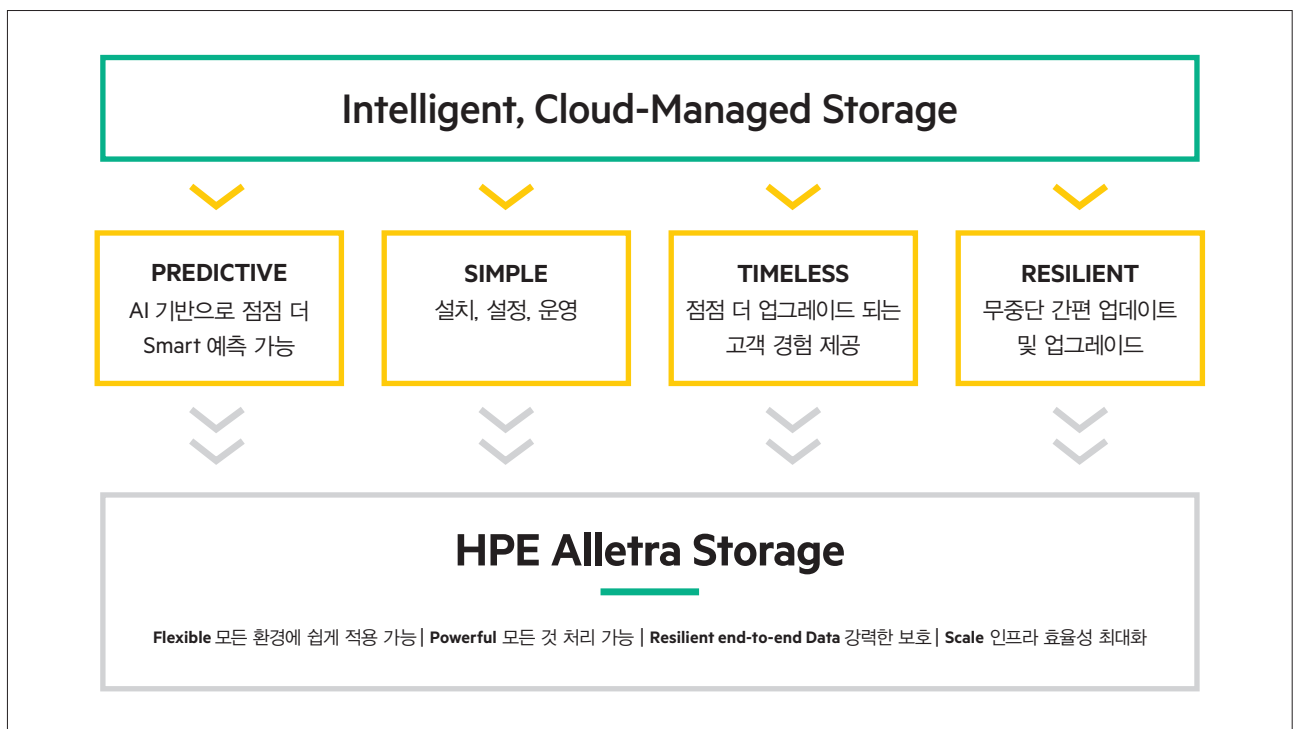 Intelligent, Cloud-Managed Storage
PREDICTIVE
AI 기반으로 점점 더
Smart 예측 가능
SIMPLE
설치, 설정, 운영
TIMELESS
점점 더 업그레이드 되는
고객 경험 제공
RESILIENT
무중단 간편 업데이트
및 업그레이드
HPE Alletra Storage
Flexible 모든 환경에 쉽게 적용 가능 | Powerful 모든 것 처리 가능 | Resilient end-to-end Data 강력한 보호 | Scale 인프라 효율성 최대화